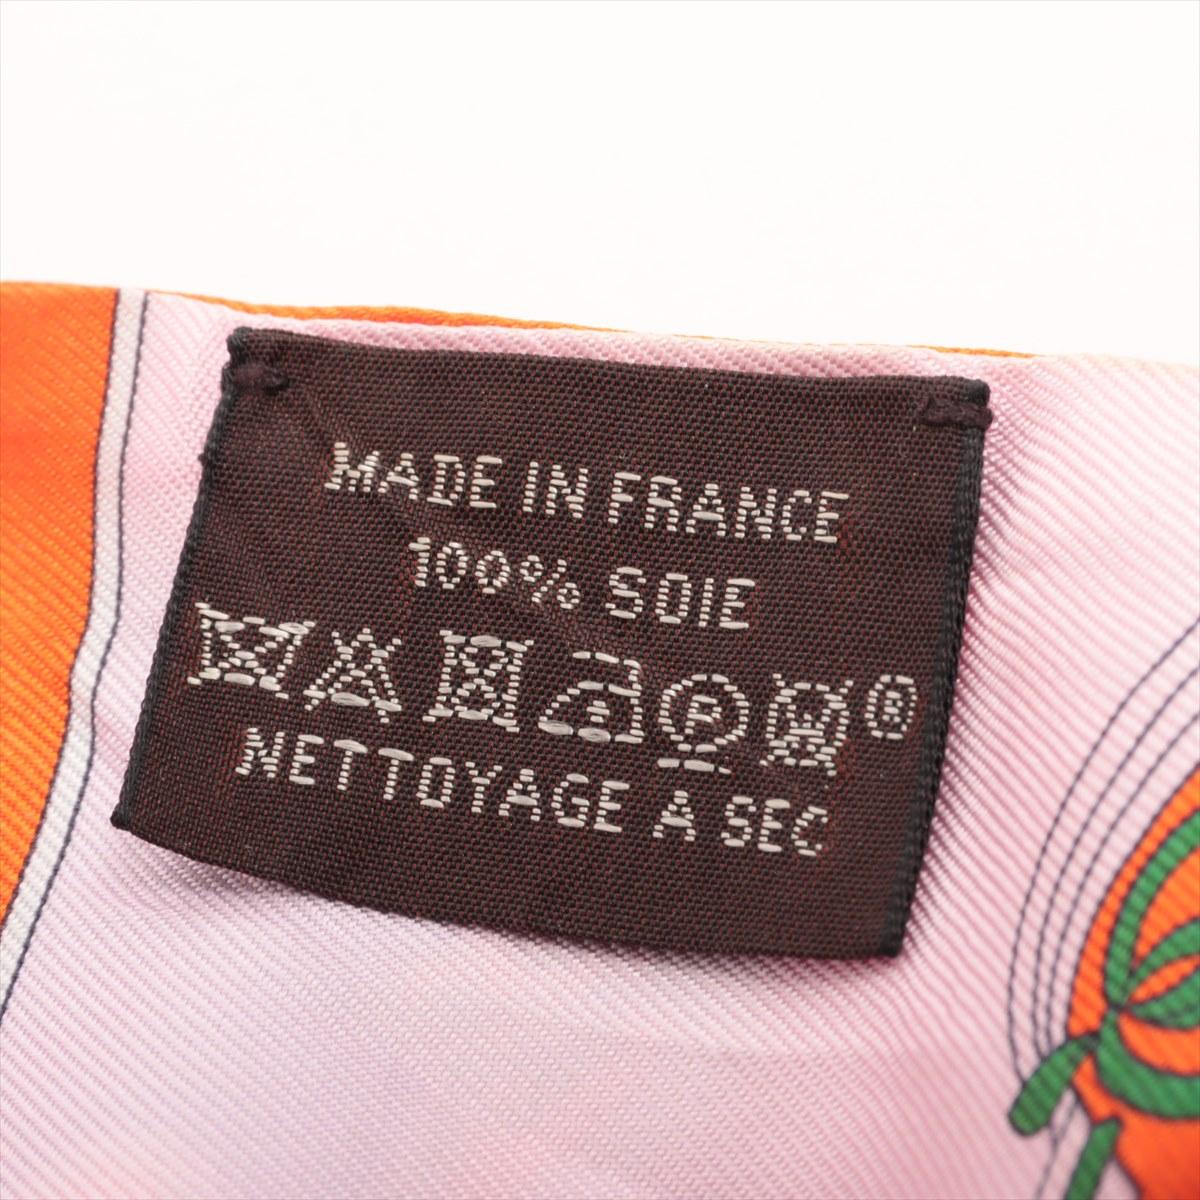 MADE IN FRANCE
100% SOIE
P W ®
NETTOYAGE A SEC